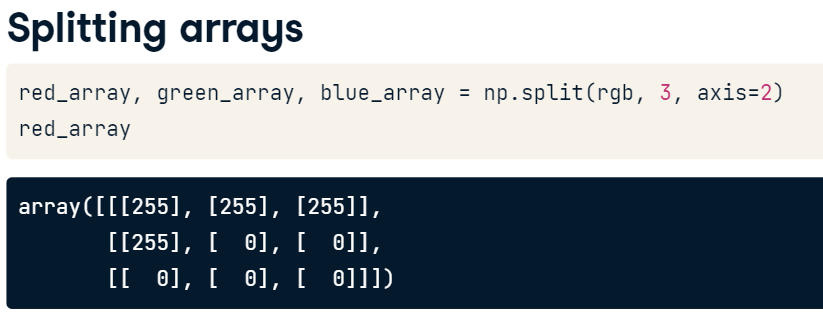 Splitting arrays
red_array, green_array, blue_array = np.split(rgb, 3, axis=2)
red_array
array([[[255], [255], [255]],
       [[255], [  0], [  0]],
       [[  0], [  0], [  0]]])